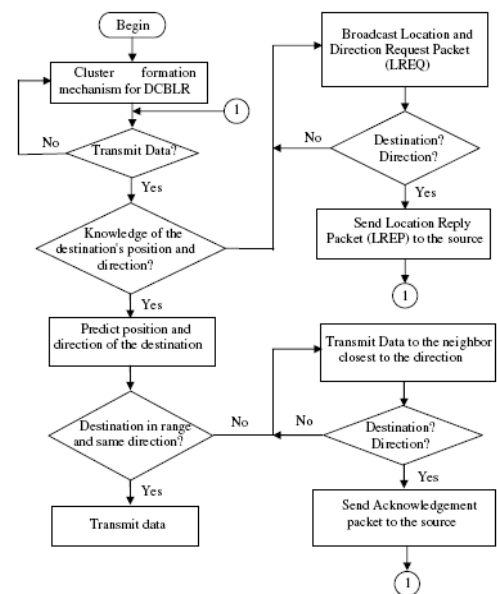 Begin
Cluster formation
mechanism for DCBLR
1
No
Transmit Data?
Yes
Knowledge of the
destination's position and
direction?
Yes
Predict position and
direction of the destination
Destination in range
and same direction?
No
Yes
Transmit data
Broadcast Location and
Direction Request Packet
(LREQ)
No
Destination?
Direction?
Yes
Send Location Reply
Packet (LREP) to the source
1
Transmit Data to the neighbor
closest to the direction
No
Destination?
Direction?
Yes
Send Acknowledgement
packet to the source
1